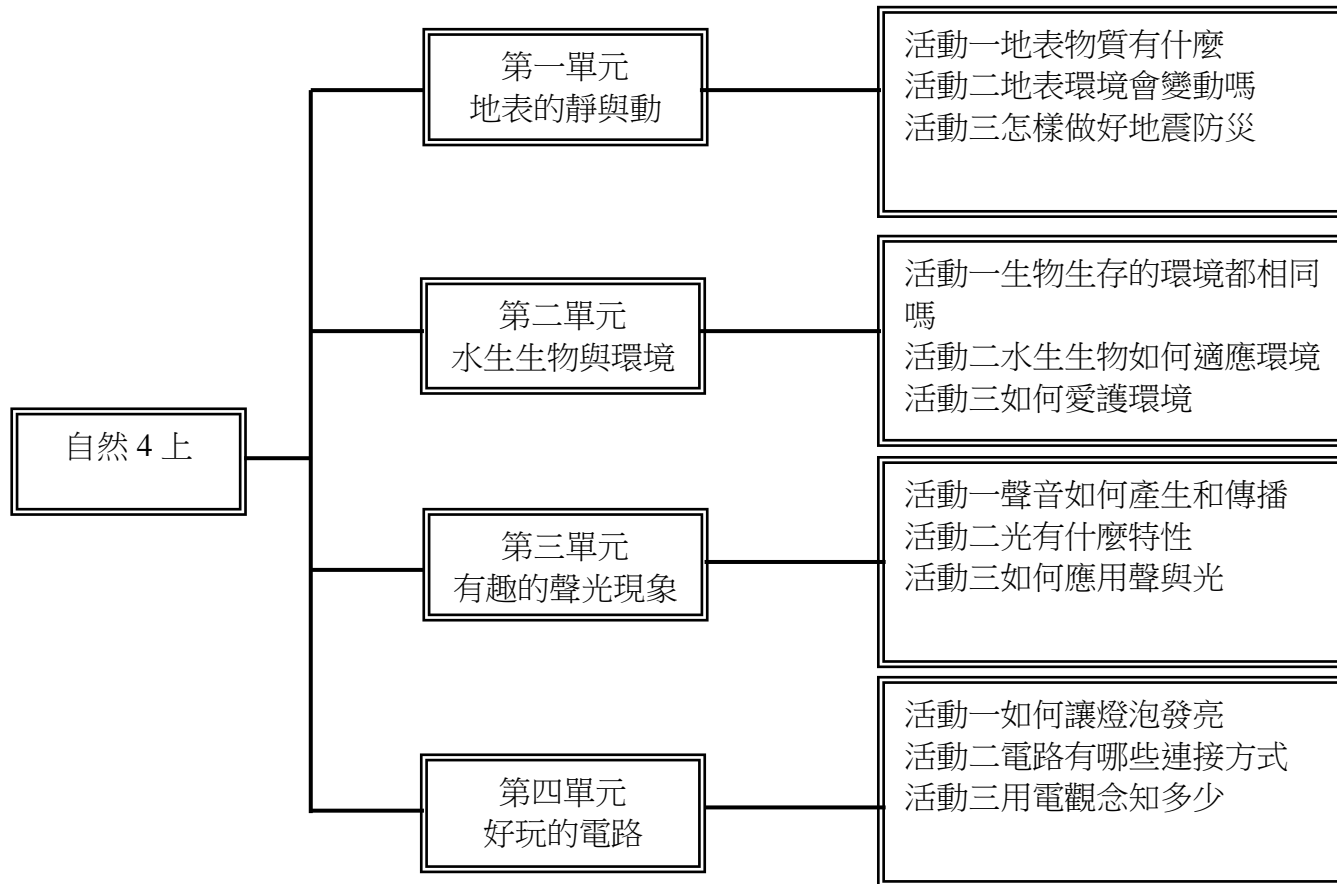 自然 4 上
第一單元
地表的靜與動
活動一地表物質有什麼
活動二地表環境會變動嗎
活動三怎樣做好地震防災
第二單元
水生生物與環境
活動一生物生存的環境都相同
嗎
活動二水生生物如何適應環境
活動三如何愛護環境
第三單元
有趣的聲光現象
活動一聲音如何產生和傳播
活動二光有什麼特性
活動三如何應用聲與光
第四單元
好玩的電路
活動一如何讓燈泡發亮
活動二電路有哪些連接方式
活動三用電觀念知多少